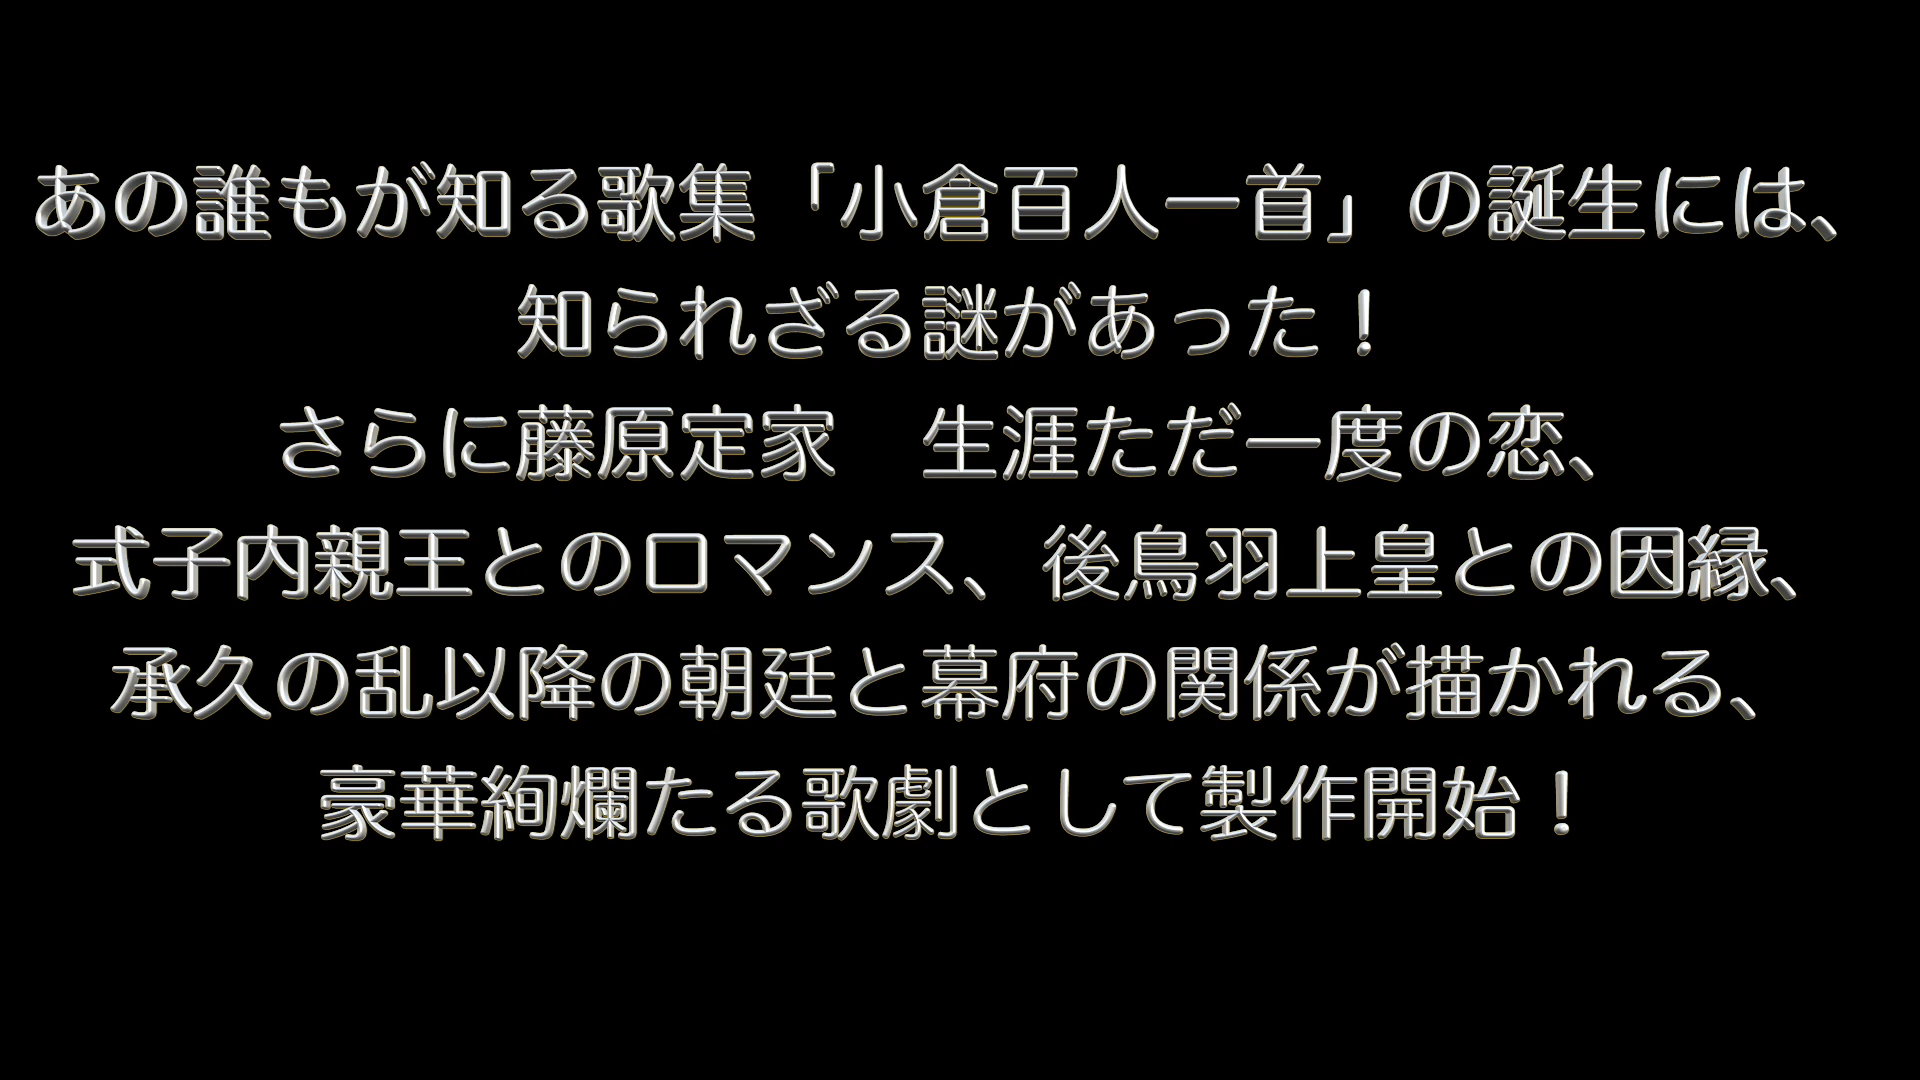 あの誰もが知る歌集「小倉百人一首」の誕生には、
知られざる謎があった！
さらに藤原定家　生涯ただ一度の恋、
式子内親王とのロマンス、後鳥羽上皇との因縁、
承久の乱以降の朝廷と幕府の関係が描かれる、
豪華絢爛たる歌劇として製作開始！